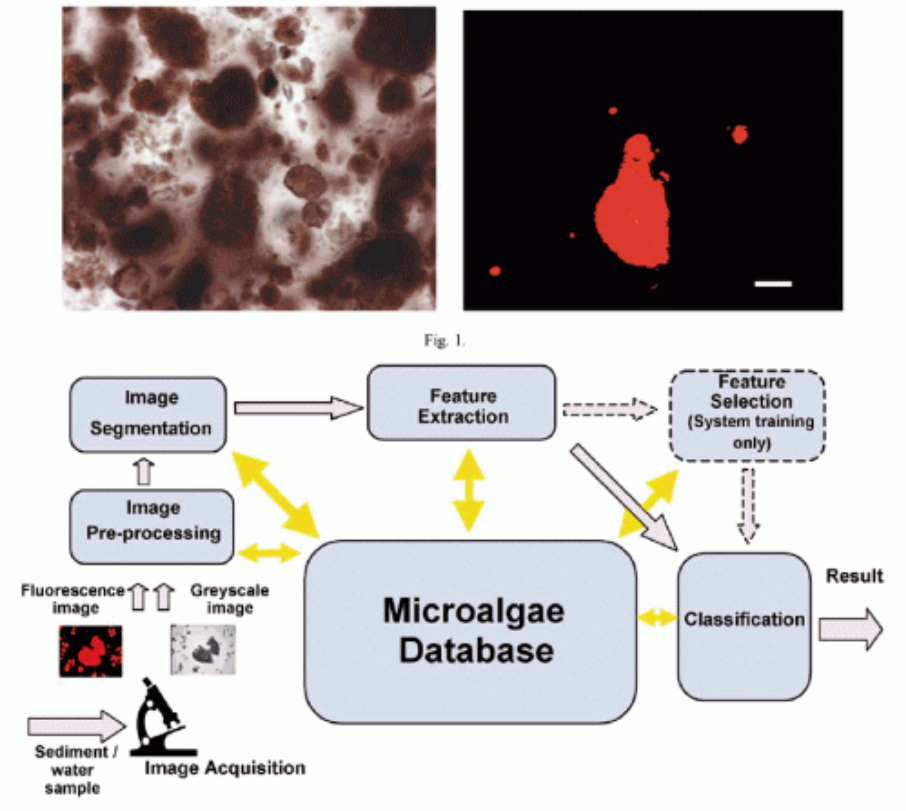 Fig. 1.
Image
Segmentation
Feature
Extraction
Feature
Selection
(System training
only)
Image
Pre-processing
Fluorescence
image
Greyscale
image
Microalgae
Database
Classification
Result
Sediment /
water
sample
Image Acquisition